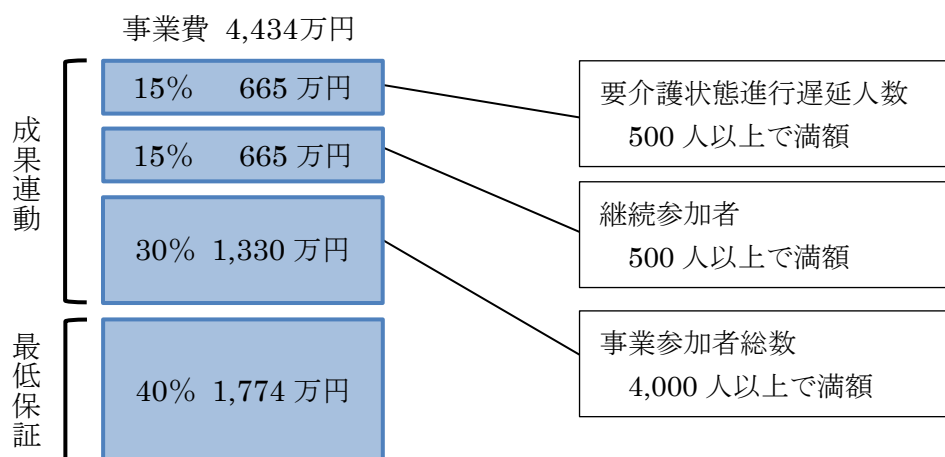 事業費 4,434万円
成果連動
15% 665 万円
15% 665 万円
30% 1,330 万円
最低保証
40% 1,774 万円
要介護状態進行遅延人数
500 人以上で満額
継続参加者
500 人以上で満額
事業参加者総数
4,000 人以上で満額